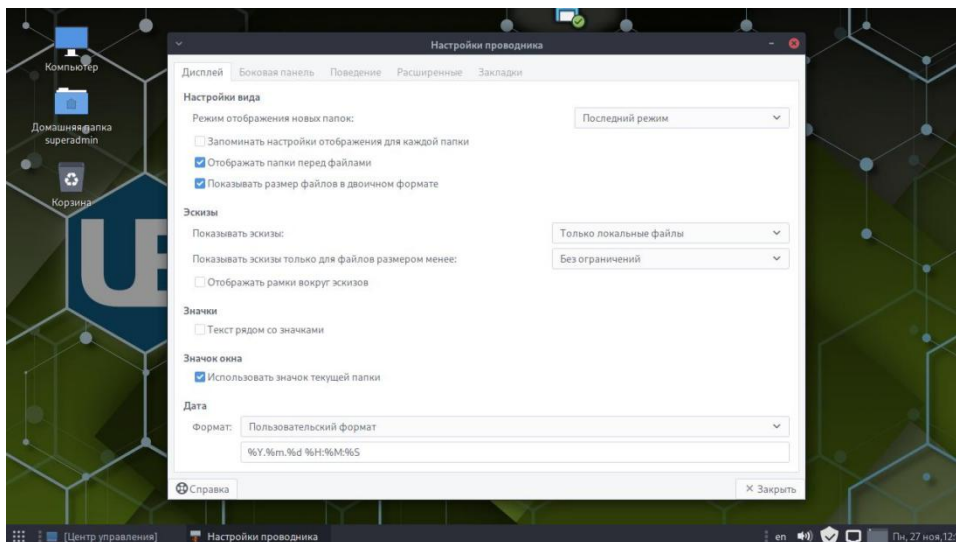 Компьютер
Домашняя папка
superadmin
Корзина
UB
Настройки проводника
Дисплей Боковая панель Поведение Расширенные Закладки
Настройки вида
Режим отображения новых папок: Последний режим
Запоминать настройки отображения для каждой папки
Отображать папки перед файлами
Показывать размер файлов в двоичном формате
Эскизы
Показывать эскизы: Только локальные файлы
Показывать эскизы только для файлов размером менее: Без ограничений
Отображать рамки вокруг эскизов
Значки
Текст рядом со значками
Значок окна
Использовать значок текущей папки
Дата
Формат: Пользовательский формат
%Y.%m.%d %H:%M:%S
Справка Закрыть
[Центр управления] Настройки проводника en Пн, 27 ноя,12: